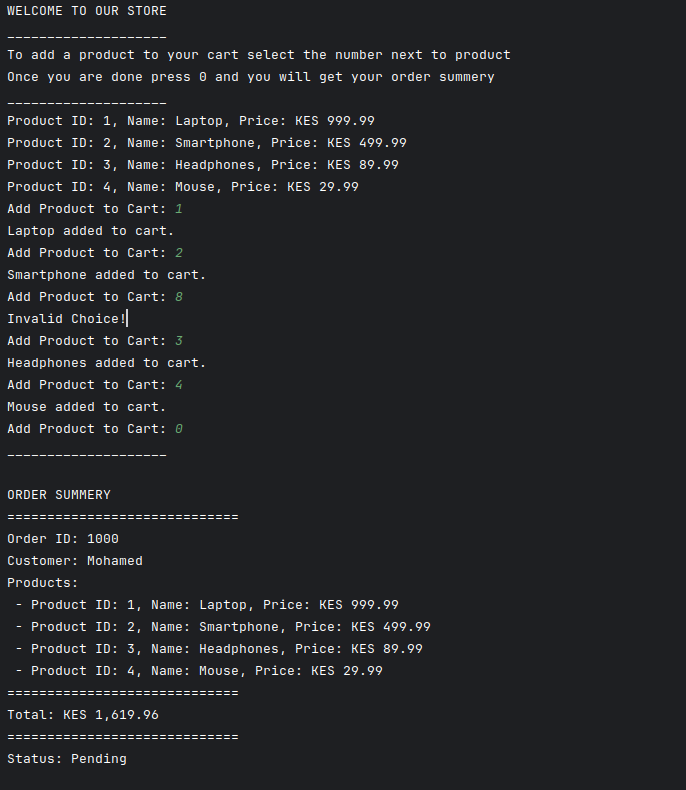 WELCOME TO OUR STORE
____________________
To add a product to your cart select the number next to product
Once you are done press 0 and you will get your order summery
____________________
Product ID: 1, Name: Laptop, Price: KES 999.99
Product ID: 2, Name: Smartphone, Price: KES 499.99
Product ID: 3, Name: Headphones, Price: KES 89.99
Product ID: 4, Name: Mouse, Price: KES 29.99
Add Product to Cart: 1
Laptop added to cart.
Add Product to Cart: 2
Smartphone added to cart.
Add Product to Cart: 8
Invalid Choice!
Add Product to Cart: 3
Headphones added to cart.
Add Product to Cart: 4
Mouse added to cart.
Add Product to Cart: 0
____________________
ORDER SUMMERY
=============================
Order ID: 1000
Customer: Mohamed
Products:
 - Product ID: 1, Name: Laptop, Price: KES 999.99
 - Product ID: 2, Name: Smartphone, Price: KES 499.99
 - Product ID: 3, Name: Headphones, Price: KES 89.99
 - Product ID: 4, Name: Mouse, Price: KES 29.99
=============================
Total: KES 1,619.96
=============================
Status: Pending